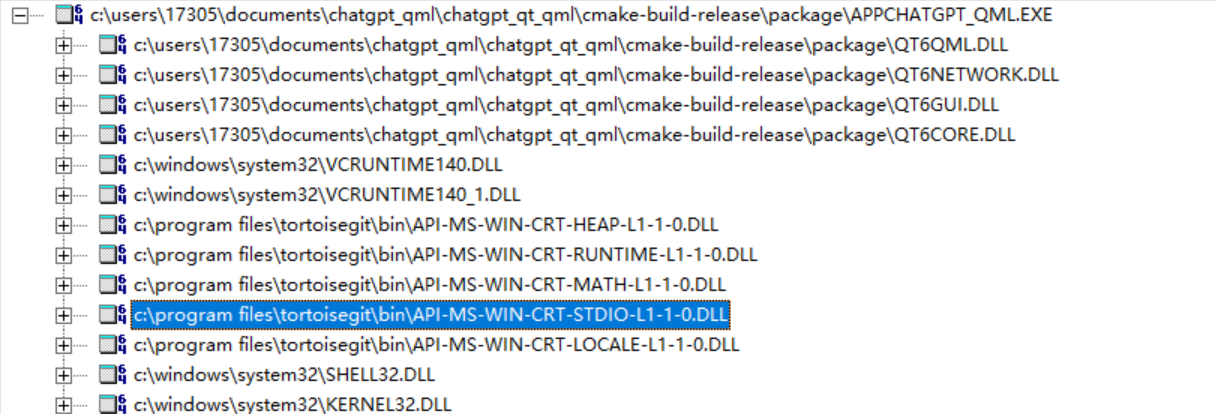 c:\users\17305\documents\chatgpt_qml\chatgpt_qt_qml\cmake-build-release\package\APPCHATGPT_QML.EXE
c:\users\17305\documents\chatgpt_qml\chatgpt_qt_qml\cmake-build-release\package\QT6QML.DLL
c:\users\17305\documents\chatgpt_qml\chatgpt_qt_qml\cmake-build-release\package\QT6NETWORK.DLL
c:\users\17305\documents\chatgpt_qml\chatgpt_qt_qml\cmake-build-release\package\QT6GUI.DLL
c:\users\17305\documents\chatgpt_qml\chatgpt_qt_qml\cmake-build-release\package\QT6CORE.DLL
c:\windows\system32\VCRUNTIME140.DLL
c:\windows\system32\VCRUNTIME140_1.DLL
c:\program files\tortoisegit\bin\API-MS-WIN-CRT-HEAP-L1-1-0.DLL
c:\program files\tortoisegit\bin\API-MS-WIN-CRT-RUNTIME-L1-1-0.DLL
c:\program files\tortoisegit\bin\API-MS-WIN-CRT-MATH-L1-1-0.DLL
c:\program files\tortoisegit\bin\API-MS-WIN-CRT-STDIO-L1-1-0.DLL
c:\program files\tortoisegit\bin\API-MS-WIN-CRT-LOCALE-L1-1-0.DLL
c:\windows\system32\SHELL32.DLL
c:\windows\system32\KERNEL32.DLL